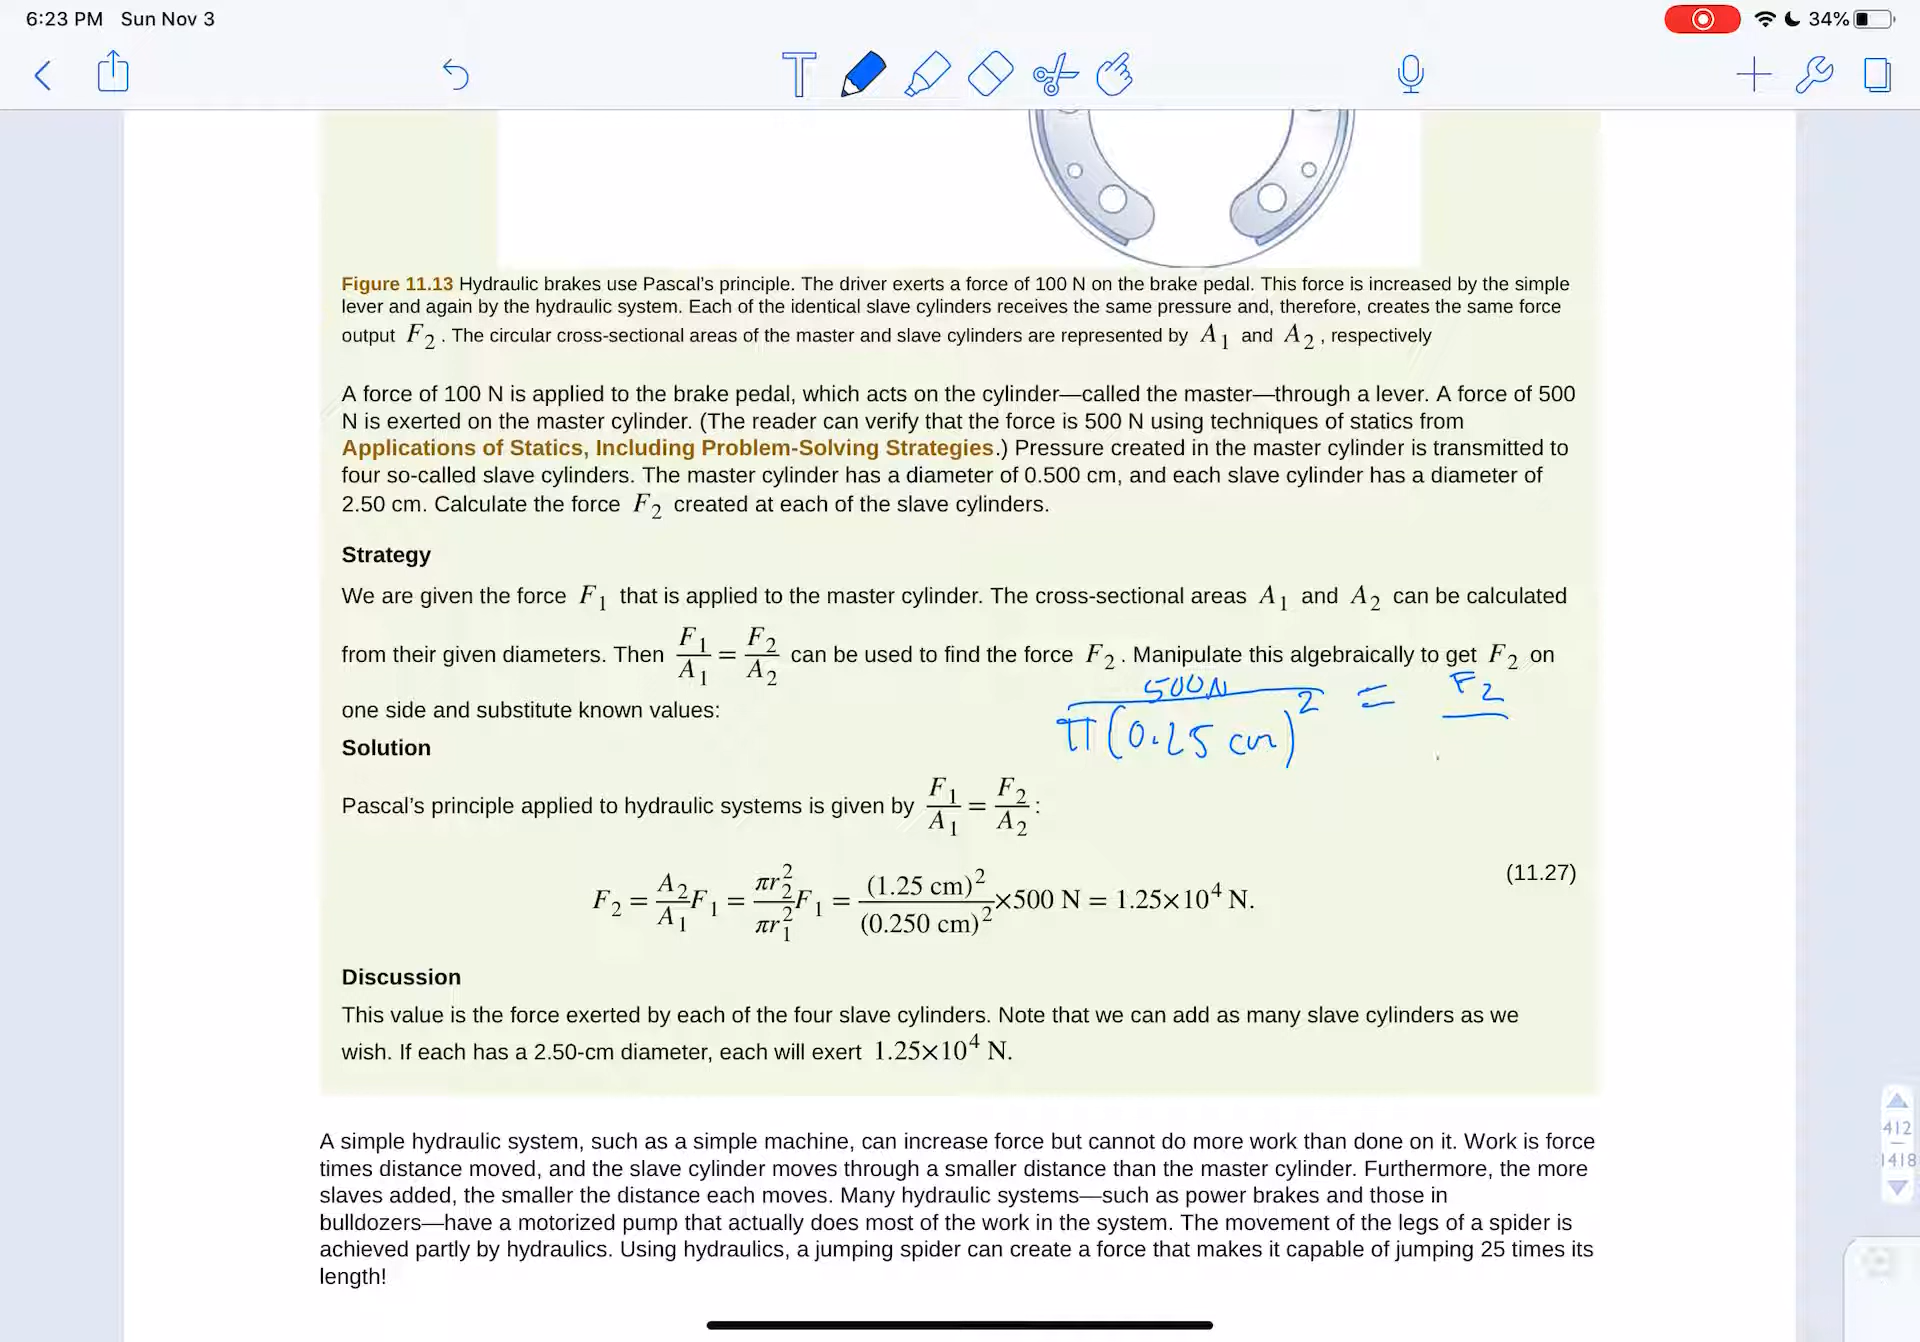 6:23 PM Sun Nov 3
34%
T
Figure 11.13 Hydraulic brakes use Pascal's principle. The driver exerts a force of 100 N on the brake pedal. This force is increased by the simple
lever and again by the hydraulic system. Each of the identical slave cylinders receives the same pressure and, therefore, creates the same force
output F₂ . The circular cross-sectional areas of the master and slave cylinders are represented by A₁ and A₂ , respectively
A force of 100 N is applied to the brake pedal, which acts on the cylinder—called the master—through a lever. A force of 500
N is exerted on the master cylinder. (The reader can verify that the force is 500 N using techniques of statics from
Applications of Statics, Including Problem-Solving Strategies.) Pressure created in the master cylinder is transmitted to
four so-called slave cylinders. The master cylinder has a diameter of 0.500 cm, and each slave cylinder has a diameter of
2.50 cm. Calculate the force F₂ created at each of the slave cylinders.
Strategy
We are given the force F₁ that is applied to the master cylinder. The cross-sectional areas A₁ and A₂ can be calculated
from their given diameters. Then F₁/A₁ = F₂/A₂ can be used to find the force F₂ . Manipulate this algebraically to get F₂ on
one side and substitute known values:
500N / π(0.25 cm)² = F₂
Solution
Pascal's principle applied to hydraulic systems is given by F₁/A₁ = F₂/A₂ :
F₂ = A₂/A₁ F₁ = πr₂²/πr₁² F₁ = (1.25 cm)²/(0.250 cm)² ×500 N = 1.25×10⁴ N. (11.27)
Discussion
This value is the force exerted by each of the four slave cylinders. Note that we can add as many slave cylinders as we
wish. If each has a 2.50-cm diameter, each will exert 1.25×10⁴ N.
A simple hydraulic system, such as a simple machine, can increase force but cannot do more work than done on it. Work is force
times distance moved, and the slave cylinder moves through a smaller distance than the master cylinder. Furthermore, the more
slaves added, the smaller the distance each moves. Many hydraulic systems—such as power brakes and those in
bulldozers—have a motorized pump that actually does most of the work in the system. The movement of the legs of a spider is
achieved partly by hydraulics. Using hydraulics, a jumping spider can create a force that makes it capable of jumping 25 times its
length!
412
1418